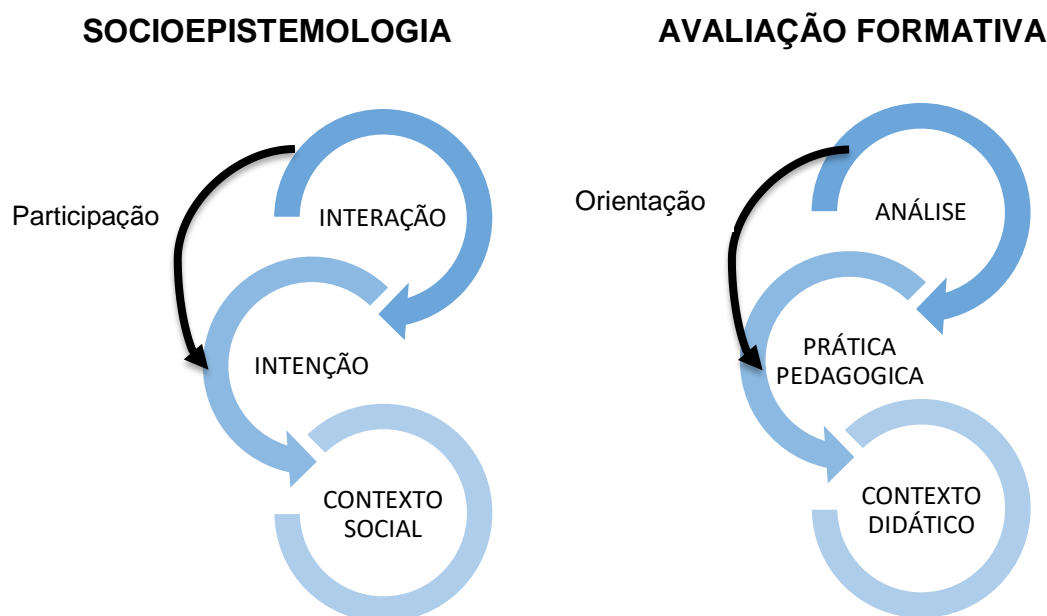 SOCIOEPISTEMOLOGIA
Participação
INTERAÇÃO
INTENÇÃO
CONTEXTO
SOCIAL
AVALIAÇÃO FORMATIVA
Orientação
ANÁLISE
PRÁTICA
PEDAGOGICA
CONTEXTO
DIDÁTICO